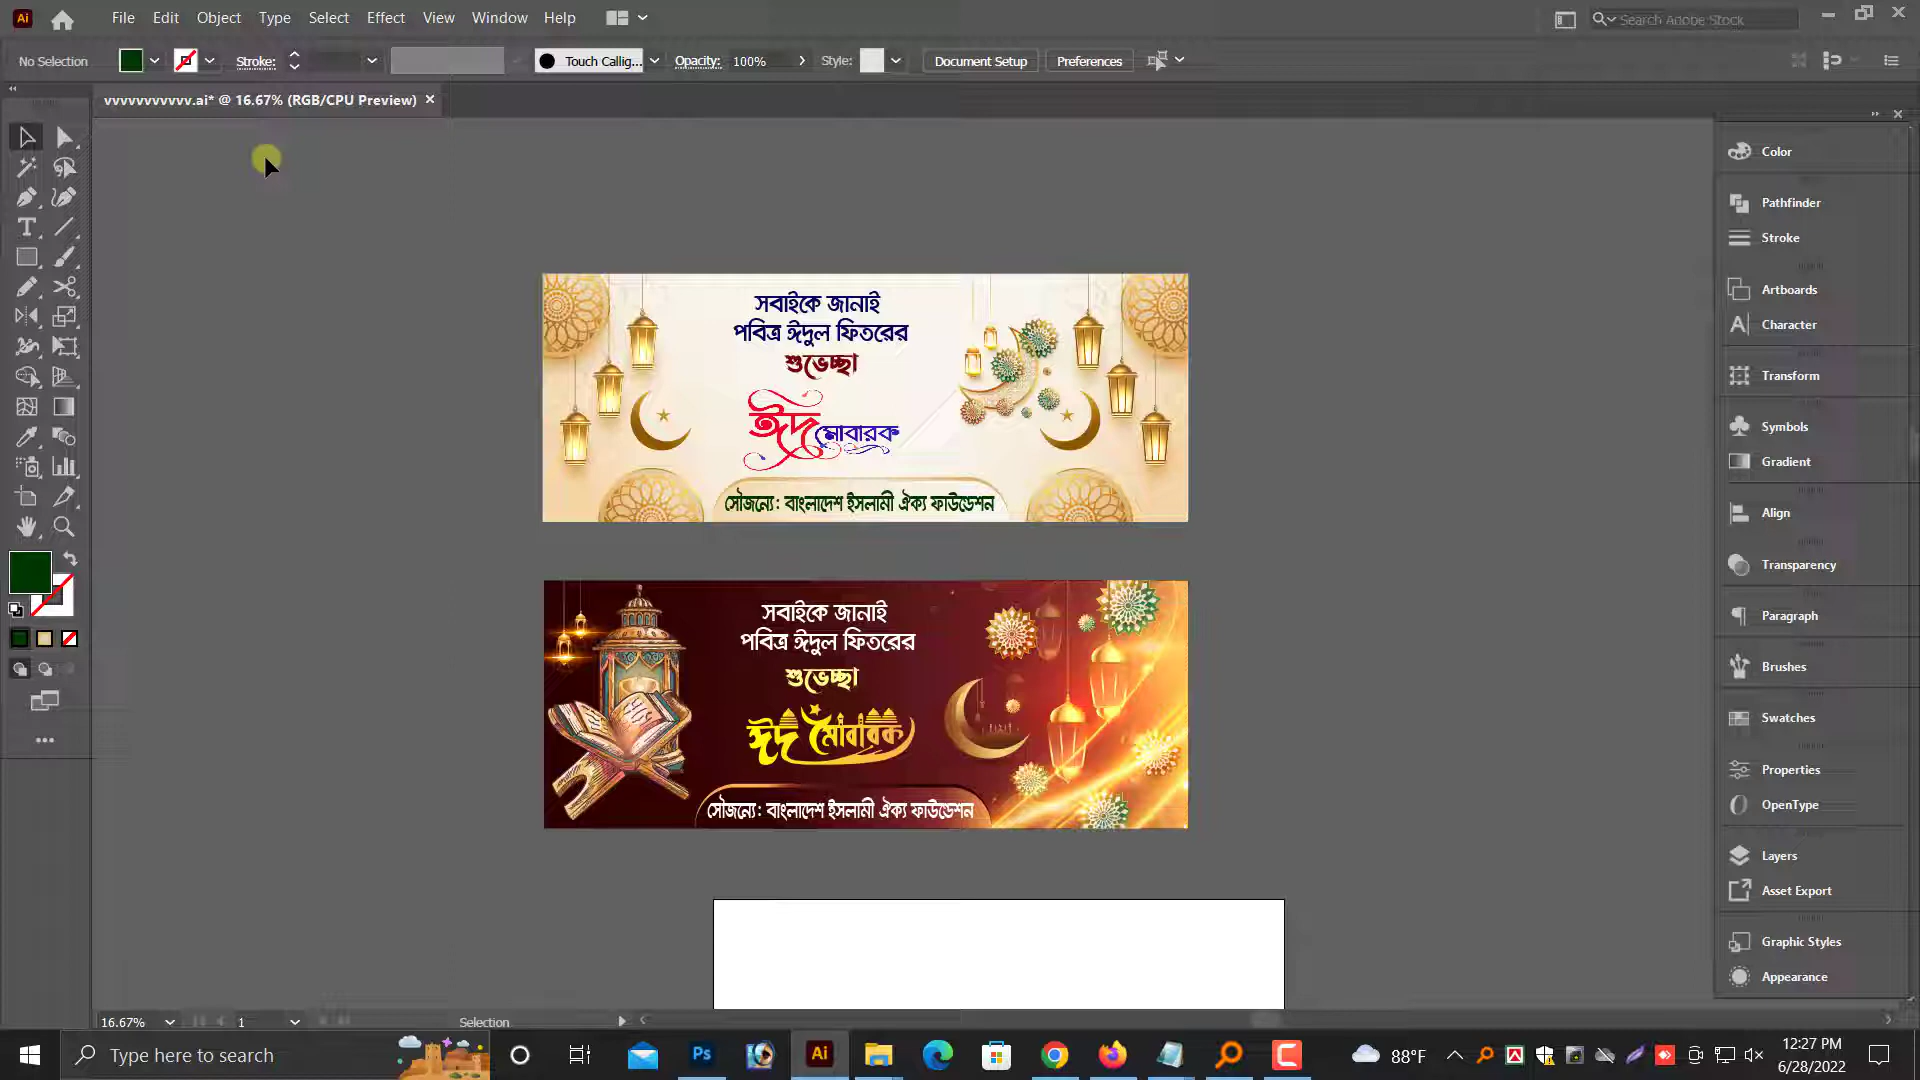 File Edit Object Type Select Effect View Window Help
Search Adobe Stock
No Selection
Stroke:
Touch Callig...
Opacity: 100%
Style:
Document Setup
Preferences
vvvvvvvvvvv.ai* @ 16.67% (RGB/CPU Preview)
Color
Pathfinder
Stroke
Artboards
Character
Transform
Symbols
Gradient
Align
Transparency
Paragraph
Brushes
Swatches
Properties
OpenType
Layers
Asset Export
Graphic Styles
Appearance
সবাইকে জানাই
পবিত্র ঈদুল ফিতরের
শুভেচ্ছা
ঈদ মোবারক
সৌজন্যে: বাংলাদেশ ইসলামী ঐক্য ফাউন্ডেশন
সবাইকে জানাই
পবিত্র ঈদুল ফিতরের
শুভেচ্ছা
ঈদ মোবারক
সৌজন্যে: বাংলাদেশ ইসলামী ঐক্য ফাউন্ডেশন
16.67%
1
Selection
Type here to search
88°F
12:27 PM
6/28/2022